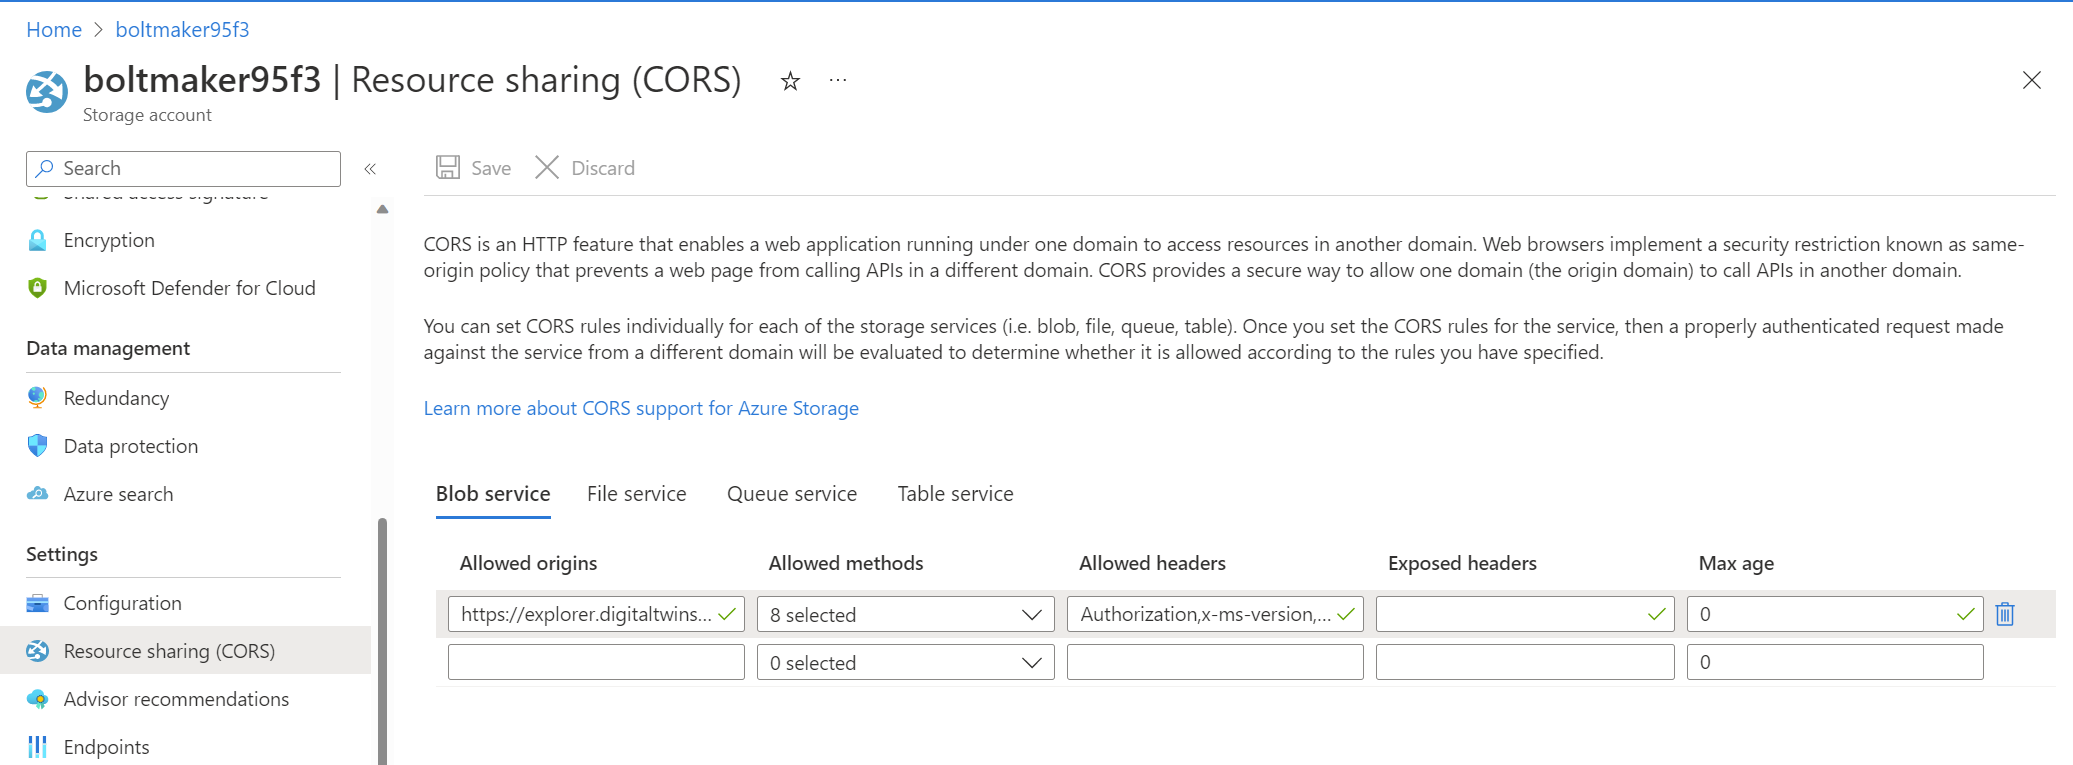 Home > boltmaker95f3
boltmaker95f3 | Resource sharing (CORS)
Storage account
Search
Save
Discard
Shared access signature
Encryption
Microsoft Defender for Cloud
Data management
Redundancy
Data protection
Azure search
Settings
Configuration
Resource sharing (CORS)
Advisor recommendations
Endpoints
CORS is an HTTP feature that enables a web application running under one domain to access resources in another domain. Web browsers implement a security restriction known as same-
origin policy that prevents a web page from calling APIs in a different domain. CORS provides a secure way to allow one domain (the origin domain) to call APIs in another domain.
You can set CORS rules individually for each of the storage services (i.e. blob, file, queue, table). Once you set the CORS rules for the service, then a properly authenticated request made
against the service from a different domain will be evaluated to determine whether it is allowed according to the rules you have specified.
Learn more about CORS support for Azure Storage
Blob service File service Queue service Table service
Allowed origins Allowed methods Allowed headers Exposed headers Max age
https://explorer.digitaltwins... 8 selected Authorization,x-ms-version,... 0
0 selected 0